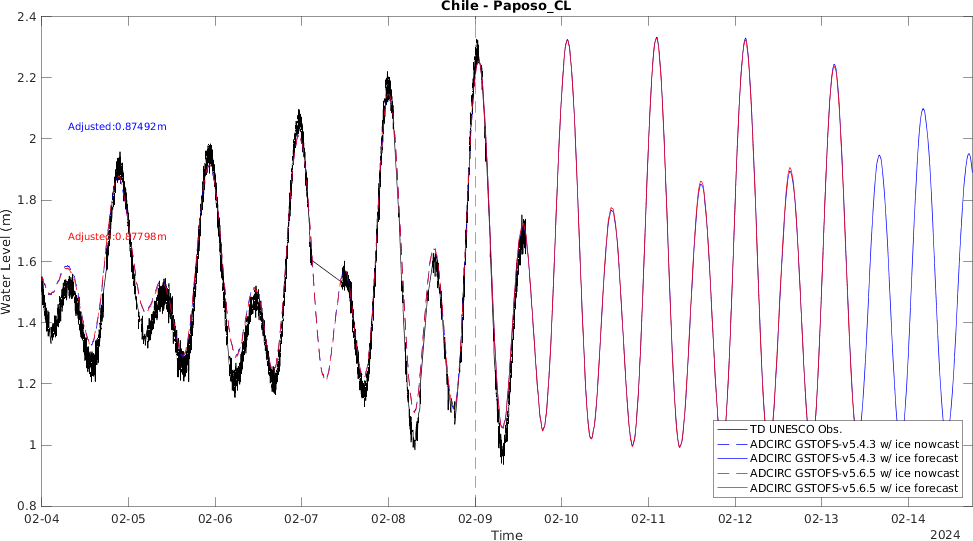 Chile - Paposo_CL
2.4
2.2
2
1.8
1.6
1.4
1.2
1
0.8
Water Level (m)
Adjusted:0.87492m
Adjusted:0.87798m
TD UNESCO Obs.
ADCIRC GSTOFS-v5.4.3 w/ ice nowcast
ADCIRC GSTOFS-v5.4.3 w/ ice forecast
ADCIRC GSTOFS-v5.6.5 w/ ice nowcast
ADCIRC GSTOFS-v5.6.5 w/ ice forecast
02-04 02-05 02-06 02-07 02-08 02-09 02-10 02-11 02-12 02-13 02-14
Time
2024